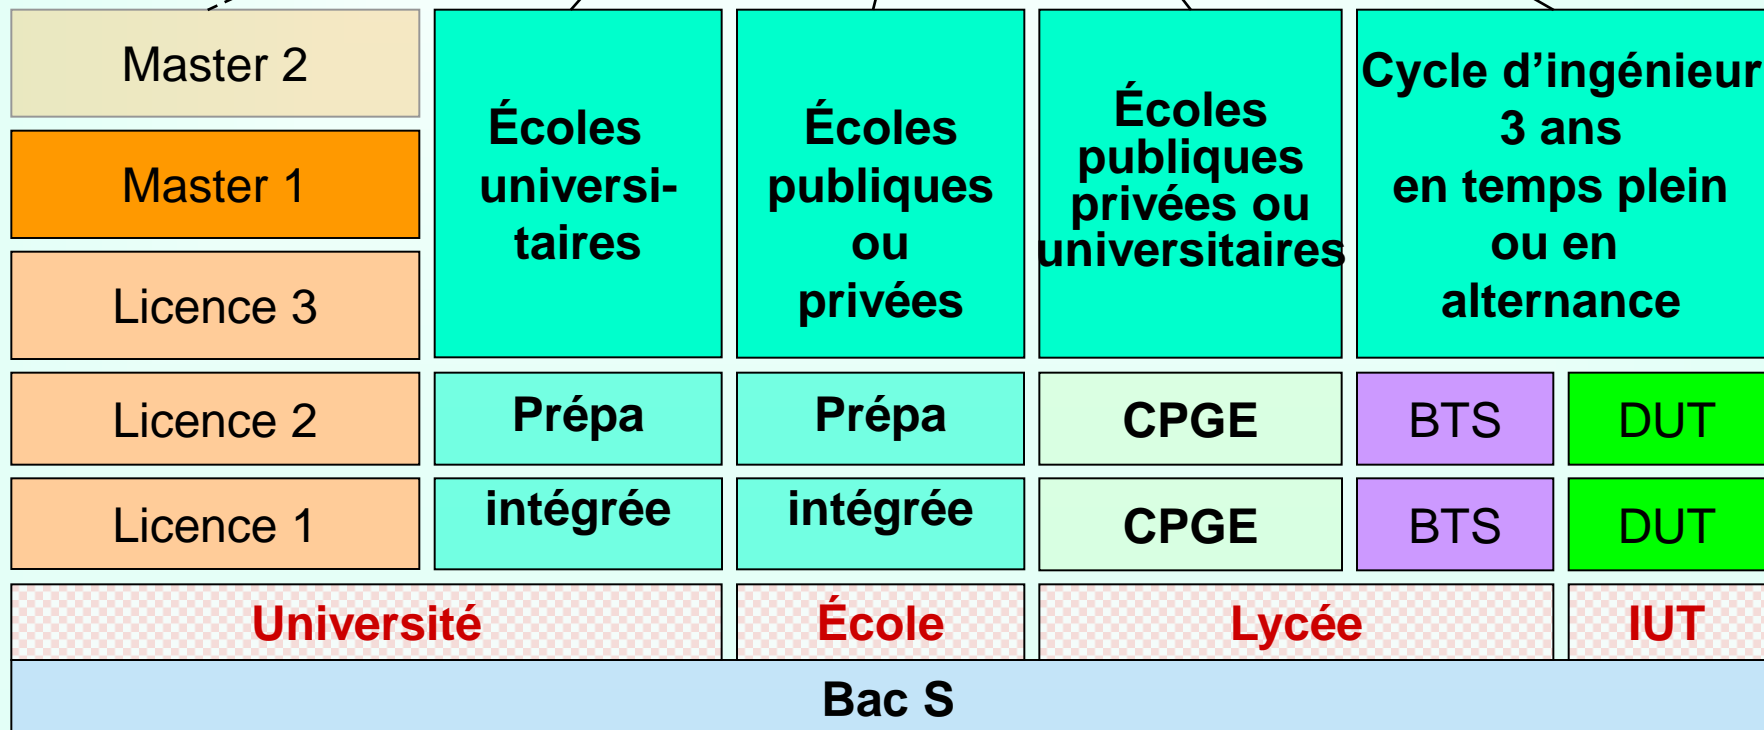 Master 2
Master 1
Licence 3
Licence 2
Licence 1
Écoles
universi-
taires
Prépa
intégrée
Écoles
publiques
ou
privées
Prépa
intégrée
Écoles
publiques
privées ou
universitaires
CPGE
CPGE
Cycle d’ingénieur
3 ans
en temps plein
ou en
alternance
BTS
DUT
BTS
DUT
Université
École
Lycée
IUT
Bac S